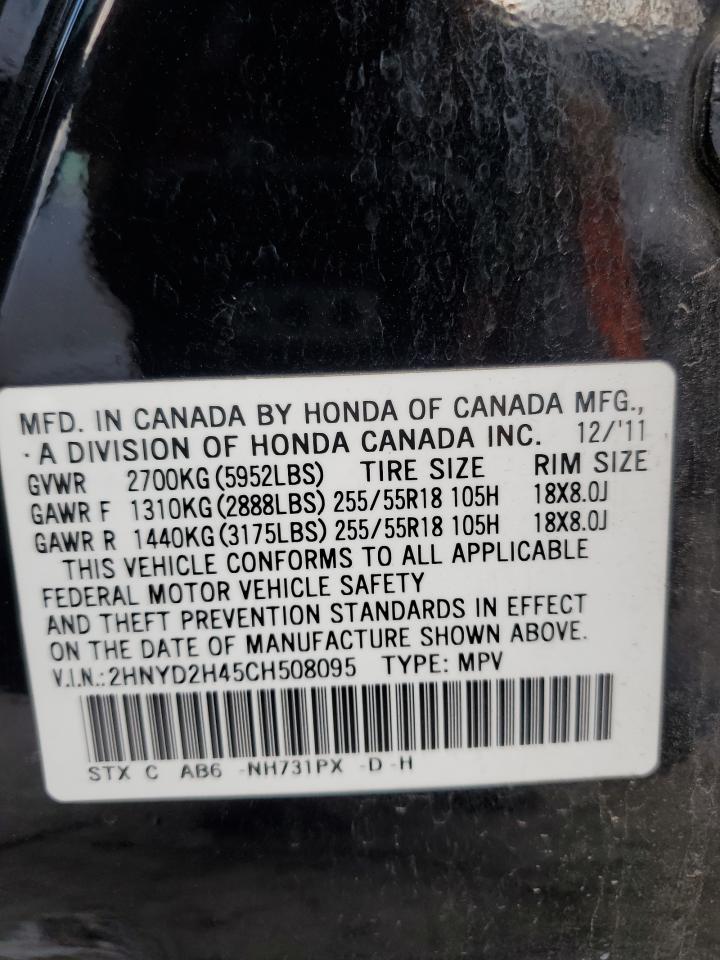 MFD. IN CANADA BY HONDA OF CANADA MFG.,
·A DIVISION OF HONDA CANADA INC. 12/'11
GVWR 2700KG(5952LBS) TIRE SIZE RIM SIZE
GAWR F 1310KG(2888LBS) 255/55R18 105H 18X8.0J
GAWR R 1440KG(3175LBS) 255/55R18 105H 18X8.0J
THIS VEHICLE CONFORMS TO ALL APPLICABLE
FEDERAL MOTOR VEHICLE SAFETY
AND THEFT PREVENTION STANDARDS IN EFFECT
ON THE DATE OF MANUFACTURE SHOWN ABOVE.
V.I.N.:2HNYD2H45CH508095 TYPE: MPV
STX C AB6 -NH731PX -D -H